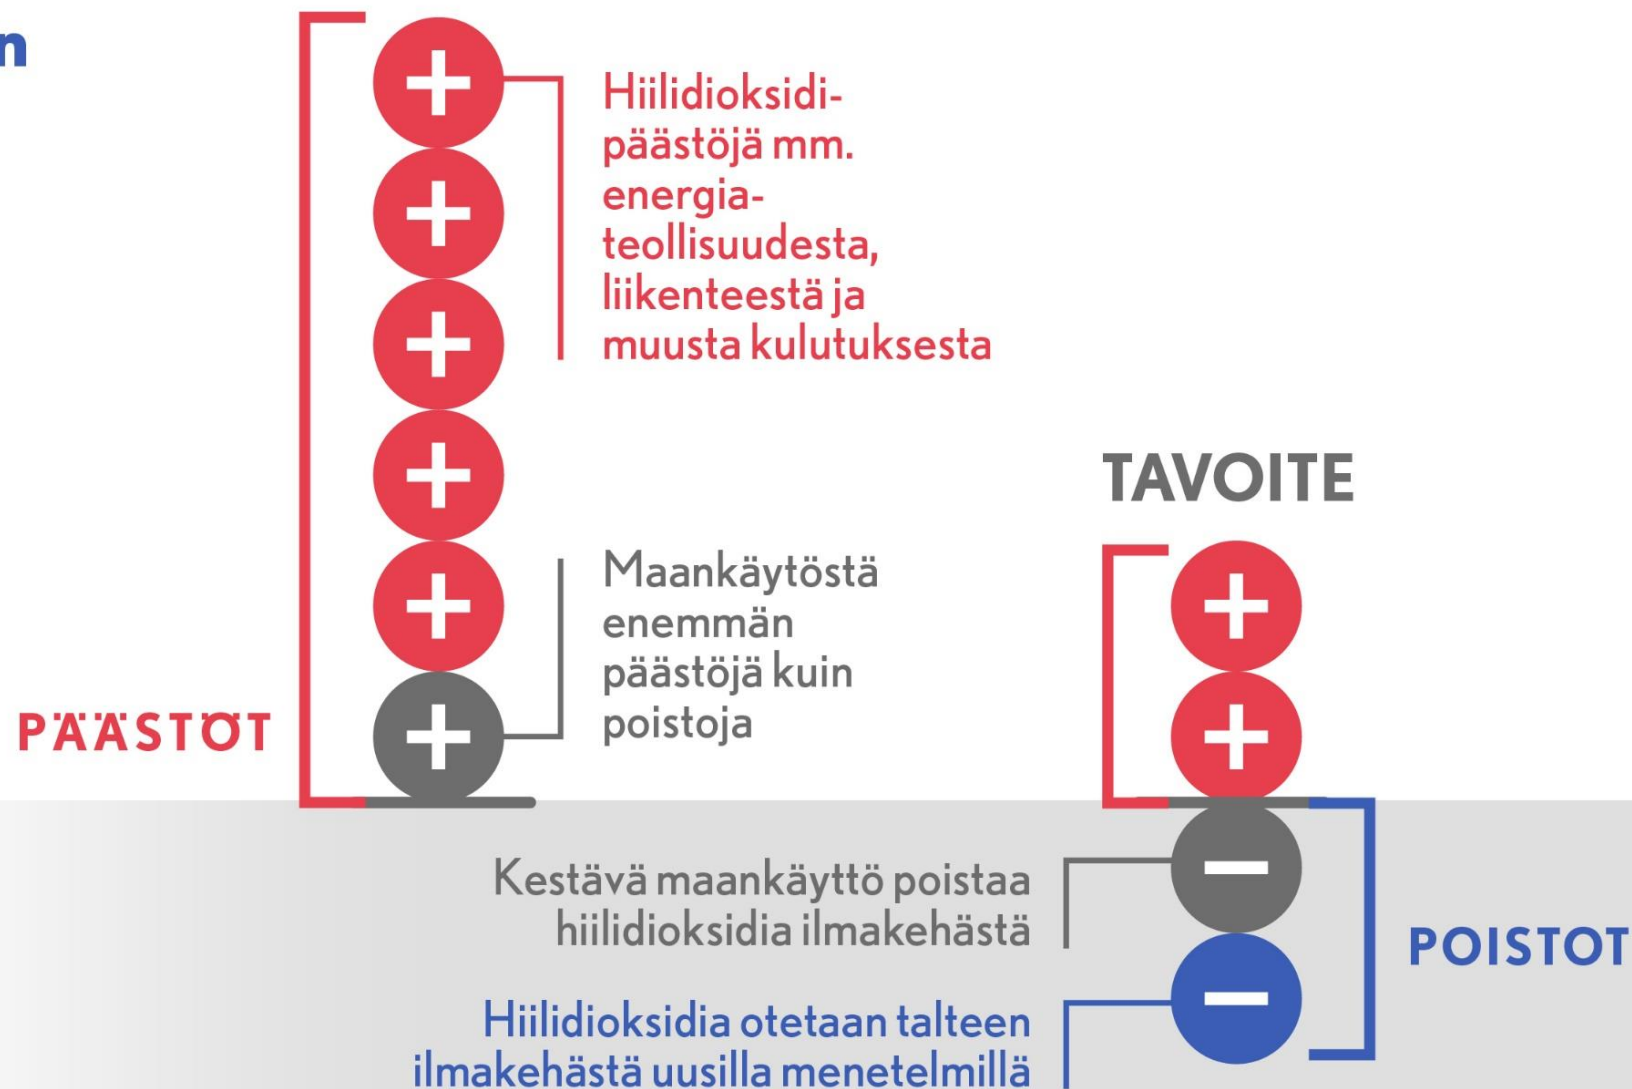 n
Hiilidioksidi-
päästöjä mm.
energia-
teollisuudesta,
liikenteestä ja
muusta kulutuksesta
Maankäytöstä
enemmän
päästöjä kuin
poistoja
PÄÄSTÖT
TAVOITE
Kestävä maankäyttö poistaa
hiilidioksidia ilmakehästä
Hiilidioksidia otetaan talteen
ilmakehästä uusilla menetelmillä
POISTOT